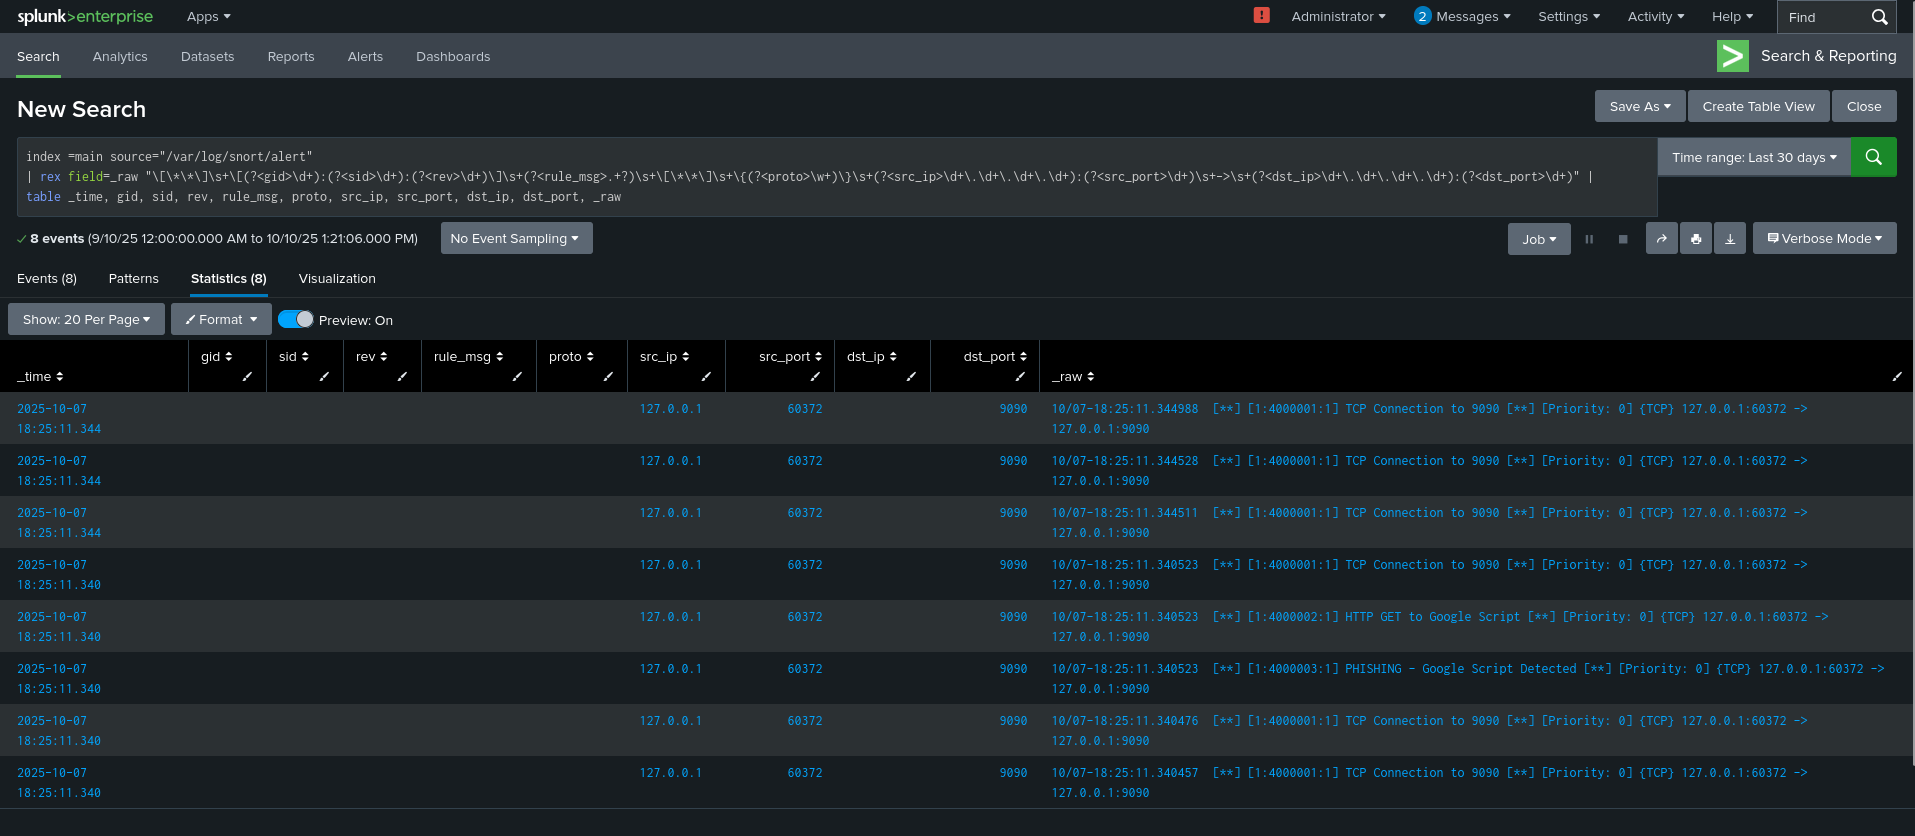 splunk>enterprise Apps ! Administrator 2 Messages Settings Activity Help Find
Search Analytics Datasets Reports Alerts Dashboards > Search & Reporting
New Search Save As Create Table View Close
index =main source="/var/log/snort/alert"
| rex field=_raw "\[\*\*\]\s+\[(?<gid>\d+):(?<sid>\d+):(?<rev>\d+)\]\s+(?<rule_msg>.+?)\s+\[\*\*\]\s+\{(?<proto>\w+)\}\s+(?<src_ip>\d+\.\d+\.\d+\.\d+):(?<src_port>\d+)\s+->\s+(?<dst_ip>\d+\.\d+\.\d+\.\d+):(?<dst_port>\d+)" |
table _time, gid, sid, rev, rule_msg, proto, src_ip, src_port, dst_ip, dst_port, _raw
Time range: Last 30 days
8 events (9/10/25 12:00:00.000 AM to 10/10/25 1:21:06.000 PM) No Event Sampling Job Verbose Mode
Events (8) Patterns Statistics (8) Visualization
Show: 20 Per Page Format Preview: On
_time gid sid rev rule_msg proto src_ip src_port dst_ip dst_port _raw
2025-10-07 127.0.0.1 60372 9090 10/07-18:25:11.344988 [**] [1:4000001:1] TCP Connection to 9090 [**] [Priority: 0] {TCP} 127.0.0.1:60372 ->
18:25:11.344 127.0.0.1:9090
2025-10-07 127.0.0.1 60372 9090 10/07-18:25:11.344528 [**] [1:4000001:1] TCP Connection to 9090 [**] [Priority: 0] {TCP} 127.0.0.1:60372 ->
18:25:11.344 127.0.0.1:9090
2025-10-07 127.0.0.1 60372 9090 10/07-18:25:11.344511 [**] [1:4000001:1] TCP Connection to 9090 [**] [Priority: 0] {TCP} 127.0.0.1:60372 ->
18:25:11.344 127.0.0.1:9090
2025-10-07 127.0.0.1 60372 9090 10/07-18:25:11.340523 [**] [1:4000001:1] TCP Connection to 9090 [**] [Priority: 0] {TCP} 127.0.0.1:60372 ->
18:25:11.340 127.0.0.1:9090
2025-10-07 127.0.0.1 60372 9090 10/07-18:25:11.340523 [**] [1:4000002:1] HTTP GET to Google Script [**] [Priority: 0] {TCP} 127.0.0.1:60372 ->
18:25:11.340 127.0.0.1:9090
2025-10-07 127.0.0.1 60372 9090 10/07-18:25:11.340523 [**] [1:4000003:1] PHISHING - Google Script Detected [**] [Priority: 0] {TCP} 127.0.0.1:60372 ->
18:25:11.340 127.0.0.1:9090
2025-10-07 127.0.0.1 60372 9090 10/07-18:25:11.340476 [**] [1:4000001:1] TCP Connection to 9090 [**] [Priority: 0] {TCP} 127.0.0.1:60372 ->
18:25:11.340 127.0.0.1:9090
2025-10-07 127.0.0.1 60372 9090 10/07-18:25:11.340457 [**] [1:4000001:1] TCP Connection to 9090 [**] [Priority: 0] {TCP} 127.0.0.1:60372 ->
18:25:11.340 127.0.0.1:9090